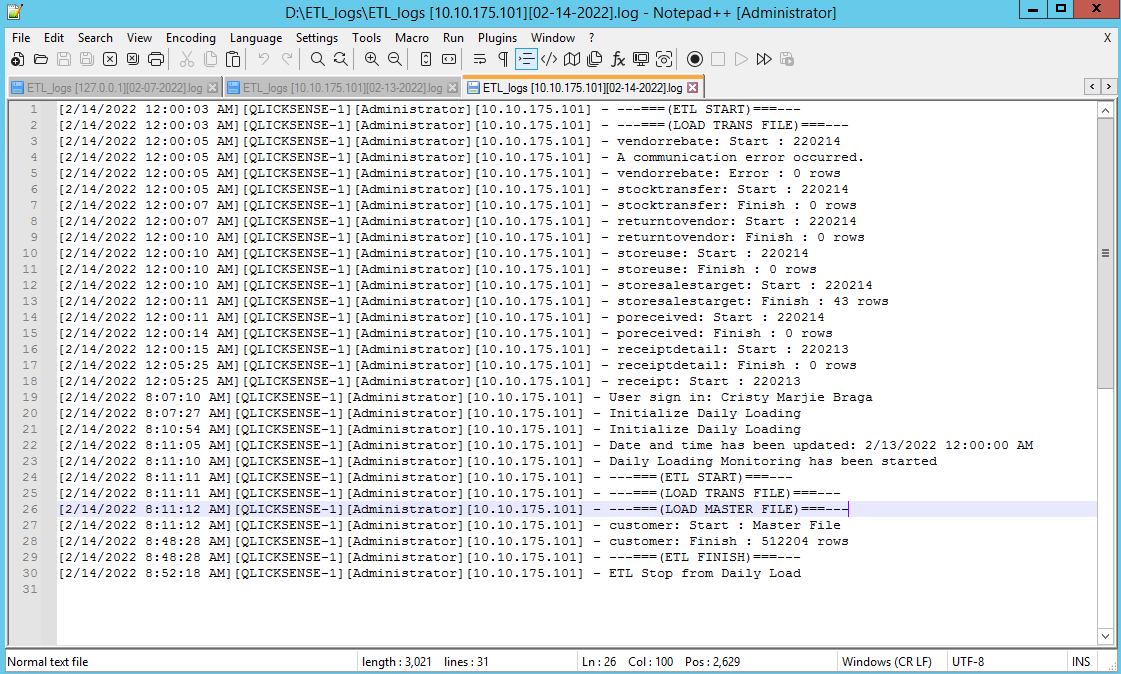 D:\ETL_logs\ETL_logs [10.10.175.101][02-14-2022].log - Notepad++ [Administrator]
File Edit Search View Encoding Language Settings Tools Macro Run Plugins Window ? X
ETL_logs [127.0.0.1][02-07-2022].log ETL_logs [10.10.175.101][02-13-2022].log ETL_logs [10.10.175.101][02-14-2022].log
1 [2/14/2022 12:00:03 AM][QLICKSENSE-1][Administrator][10.10.175.101] - ---===(ETL START)===---
2 [2/14/2022 12:00:03 AM][QLICKSENSE-1][Administrator][10.10.175.101] - ---===(LOAD TRANS FILE)===---
3 [2/14/2022 12:00:05 AM][QLICKSENSE-1][Administrator][10.10.175.101] - vendorrebate: Start : 220214
4 [2/14/2022 12:00:05 AM][QLICKSENSE-1][Administrator][10.10.175.101] - A communication error occurred.
5 [2/14/2022 12:00:05 AM][QLICKSENSE-1][Administrator][10.10.175.101] - vendorrebate: Error : 0 rows
6 [2/14/2022 12:00:05 AM][QLICKSENSE-1][Administrator][10.10.175.101] - stocktransfer: Start : 220214
7 [2/14/2022 12:00:07 AM][QLICKSENSE-1][Administrator][10.10.175.101] - stocktransfer: Finish : 0 rows
8 [2/14/2022 12:00:07 AM][QLICKSENSE-1][Administrator][10.10.175.101] - returntovendor: Start : 220214
9 [2/14/2022 12:00:10 AM][QLICKSENSE-1][Administrator][10.10.175.101] - returntovendor: Finish : 0 rows
10 [2/14/2022 12:00:10 AM][QLICKSENSE-1][Administrator][10.10.175.101] - storeuse: Start : 220214
11 [2/14/2022 12:00:10 AM][QLICKSENSE-1][Administrator][10.10.175.101] - storeuse: Finish : 0 rows
12 [2/14/2022 12:00:10 AM][QLICKSENSE-1][Administrator][10.10.175.101] - storesalestarget: Start : 220214
13 [2/14/2022 12:00:11 AM][QLICKSENSE-1][Administrator][10.10.175.101] - storesalestarget: Finish : 43 rows
14 [2/14/2022 12:00:11 AM][QLICKSENSE-1][Administrator][10.10.175.101] - poreceived: Start : 220214
15 [2/14/2022 12:00:14 AM][QLICKSENSE-1][Administrator][10.10.175.101] - poreceived: Finish : 0 rows
16 [2/14/2022 12:00:15 AM][QLICKSENSE-1][Administrator][10.10.175.101] - receiptdetail: Start : 220213
17 [2/14/2022 12:05:25 AM][QLICKSENSE-1][Administrator][10.10.175.101] - receiptdetail: Finish : 0 rows
18 [2/14/2022 12:05:25 AM][QLICKSENSE-1][Administrator][10.10.175.101] - receipt: Start : 220213
19 [2/14/2022 8:07:10 AM][QLICKSENSE-1][Administrator][10.10.175.101] - User sign in: Cristy Marjie Braga
20 [2/14/2022 8:07:27 AM][QLICKSENSE-1][Administrator][10.10.175.101] - Initialize Daily Loading
21 [2/14/2022 8:10:54 AM][QLICKSENSE-1][Administrator][10.10.175.101] - Initialize Daily Loading
22 [2/14/2022 8:11:05 AM][QLICKSENSE-1][Administrator][10.10.175.101] - Date and time has been updated: 2/13/2022 12:00:00 AM
23 [2/14/2022 8:11:10 AM][QLICKSENSE-1][Administrator][10.10.175.101] - Daily Loading Monitoring has been started
24 [2/14/2022 8:11:11 AM][QLICKSENSE-1][Administrator][10.10.175.101] - ---===(ETL START)===---
25 [2/14/2022 8:11:11 AM][QLICKSENSE-1][Administrator][10.10.175.101] - ---===(LOAD TRANS FILE)===---
26 [2/14/2022 8:11:12 AM][QLICKSENSE-1][Administrator][10.10.175.101] - ---===(LOAD MASTER FILE)===---
27 [2/14/2022 8:11:12 AM][QLICKSENSE-1][Administrator][10.10.175.101] - customer: Start : Master File
28 [2/14/2022 8:48:28 AM][QLICKSENSE-1][Administrator][10.10.175.101] - customer: Finish : 512204 rows
29 [2/14/2022 8:48:28 AM][QLICKSENSE-1][Administrator][10.10.175.101] - ---===(ETL FINISH)===---
30 [2/14/2022 8:52:18 AM][QLICKSENSE-1][Administrator][10.10.175.101] - ETL Stop from Daily Load
31
Normal text file length : 3,021 lines : 31 Ln : 26 Col : 100 Pos : 2,629 Windows (CR LF) UTF-8 INS